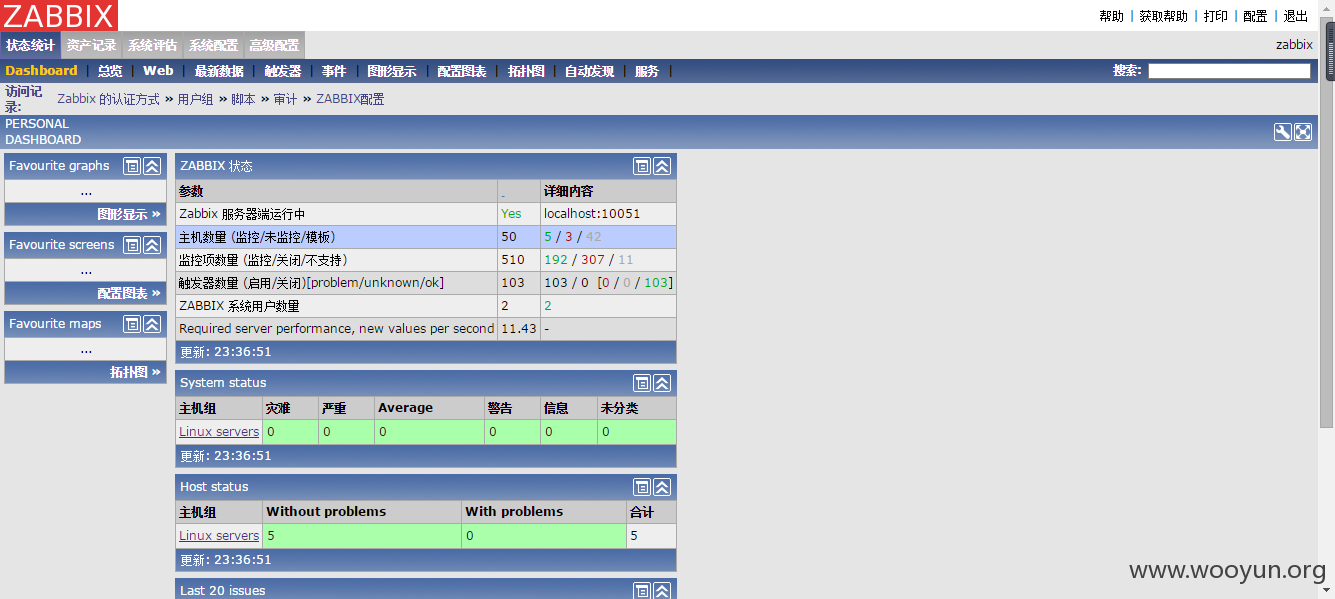 ZABBIX
帮助 | 获取帮助 | 打印 | 配置 | 退出
状态统计 资产记录 系统评估 系统配置 高级配置 zabbix
Dashboard | 总览 | Web | 最新数据 | 触发器 | 事件 | 图形显示 | 配置图表 | 拓扑图 | 自动发现 | 服务 | 搜索:
访问记录: Zabbix 的认证方式 » 用户组 » 脚本 » 审计 » ZABBIX配置
PERSONAL
DASHBOARD
Favourite graphs
...
图形显示 »
Favourite screens
...
配置图表 »
Favourite maps
...
拓扑图 »
ZABBIX 状态
参数 - 详细内容
Zabbix 服务器端运行中 Yes localhost:10051
主机数量 (监控/未监控/模板) 50 5 / 3 / 42
监控项数量 (监控/关闭/不支持) 510 192 / 307 / 11
触发器数量 (启用/关闭)[problem/unknown/ok] 103 103 / 0 [0 / 0 / 103]
ZABBIX 系统用户数量 2 2
Required server performance, new values per second 11.43 -
更新: 23:36:51
System status
主机组 灾难 严重 Average 警告 信息 未分类
Linux servers 0 0 0 0 0 0
更新: 23:36:51
Host status
主机组 Without problems With problems 合计
Linux servers 5 0 5
更新: 23:36:51
Last 20 issues
www.wooyun.org